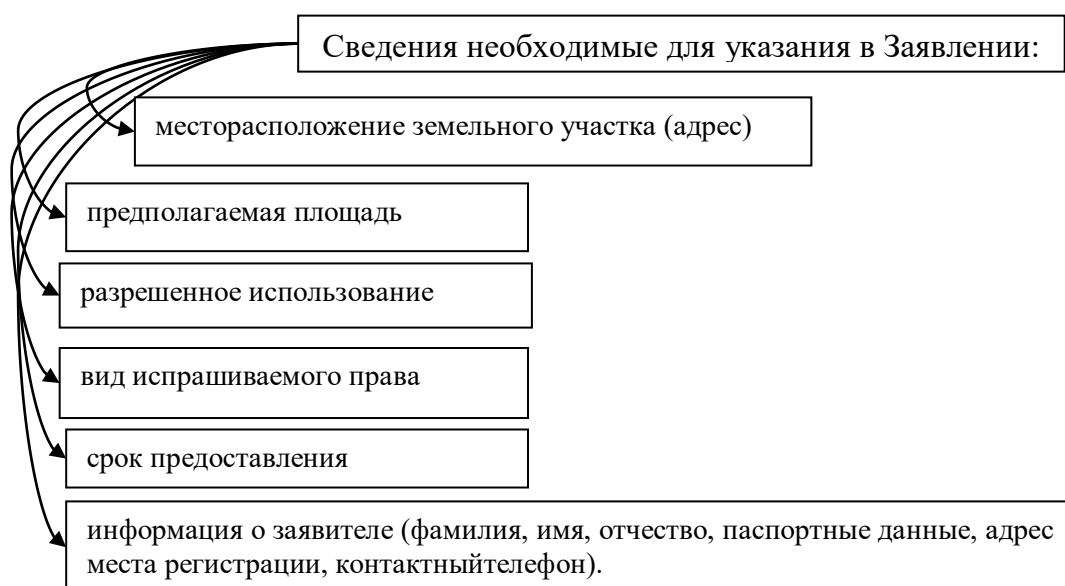 Сведения необходимые для указания в Заявлении:
месторасположение земельного участка (адрес)
предполагаемая площадь
разрешенное использование
вид испрашиваемого права
срок предоставления
информация о заявителе (фамилия, имя, отчество, паспортные данные, адрес
места регистрации, контактныйтелефон).